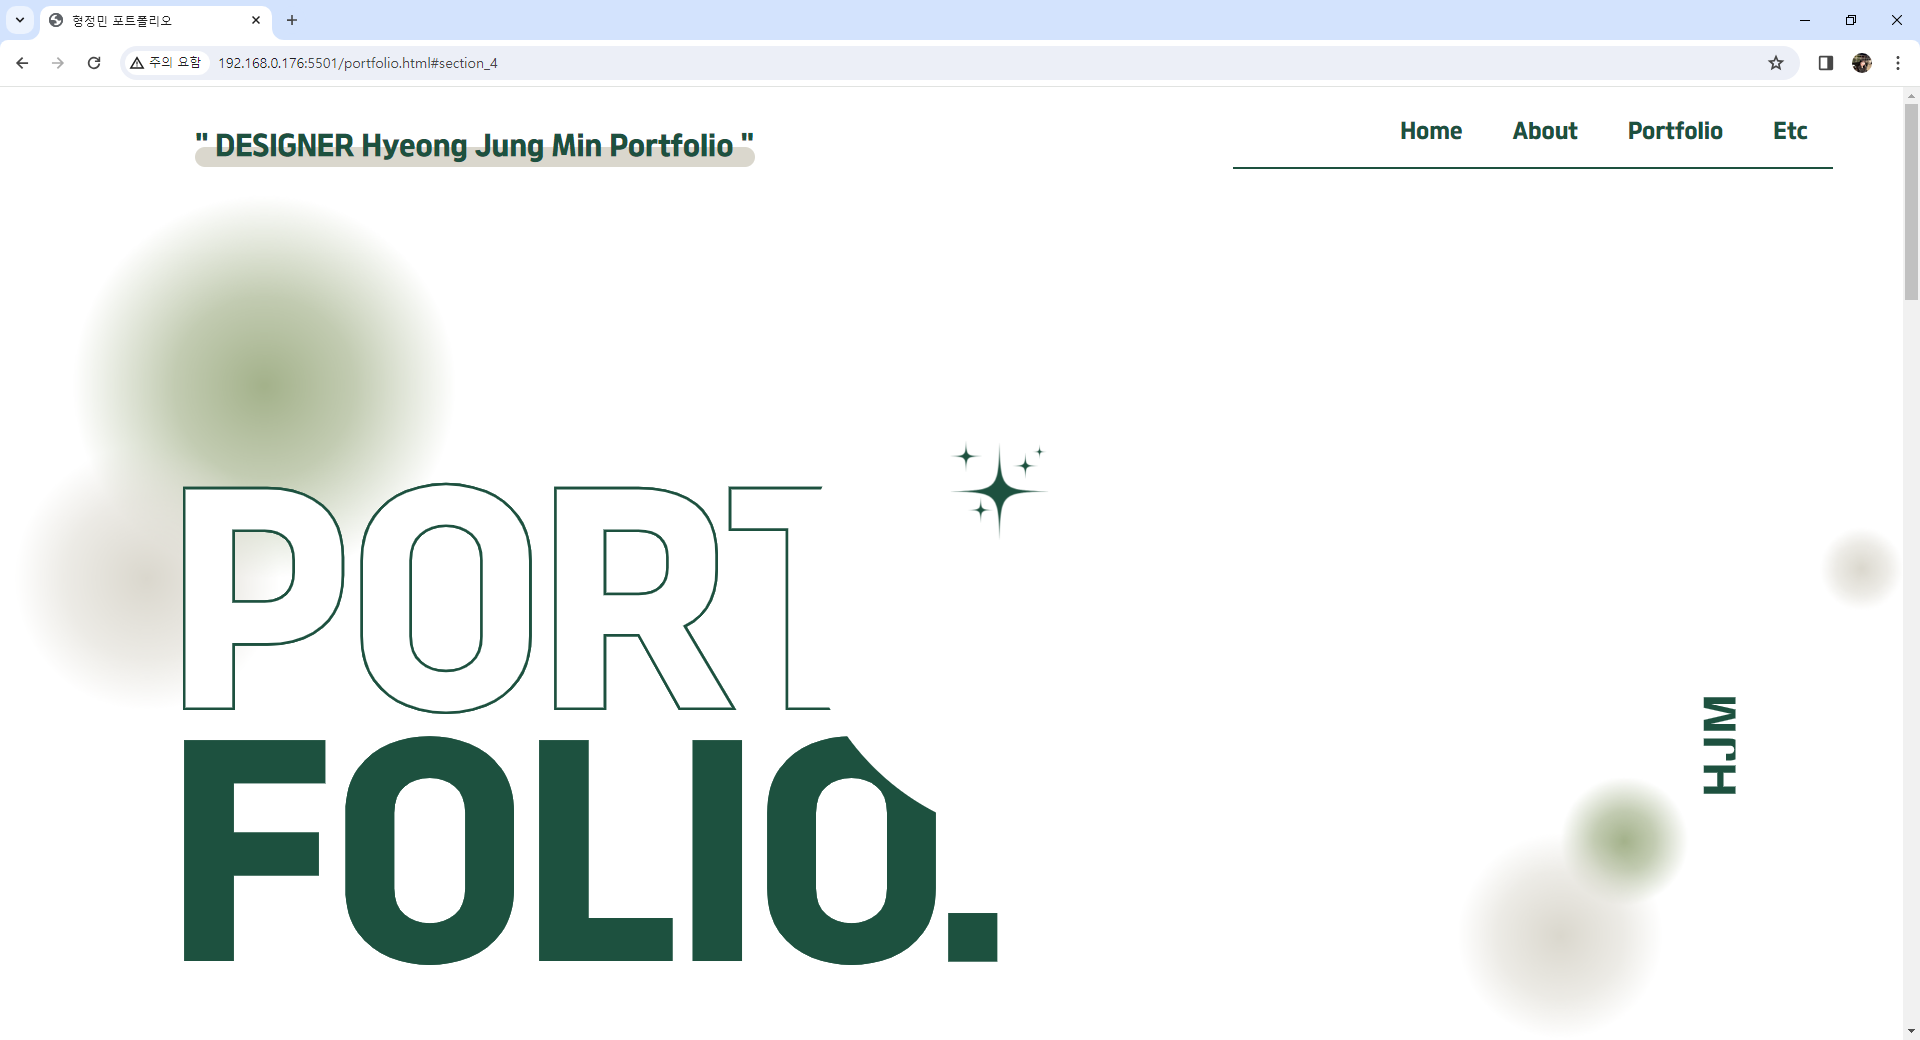 형정민 포트폴리오
주의 요함
192.168.0.176:5501/portfolio.html#section_4
" DESIGNER Hyeong Jung Min Portfolio "
Home About Portfolio Etc
PORT
FOLIO.
HJM